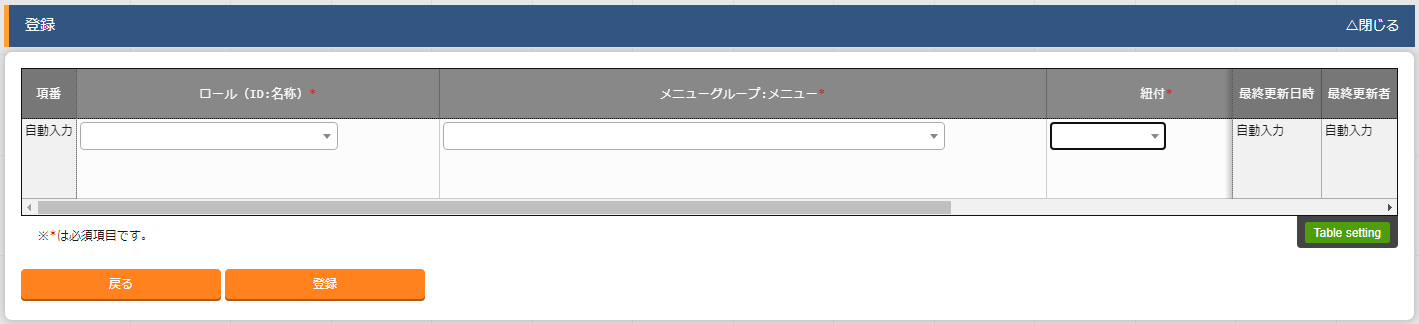 登録 △閉じる
項番 ロール（ID:名称）* メニューグループ:メニュー* 紐付* 最終更新日時 最終更新者
自動入力 自動入力 自動入力
※*は必須項目です。
Table setting
戻る 登録